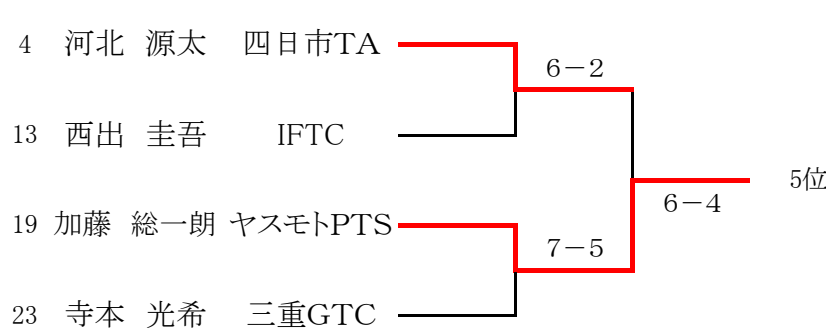 4 河北 源太 四日市TA
6－2
13 西出 圭吾 IFTC
5位
6－4
19 加藤 総一朗 ヤスモトPTS
7－5
23 寺本 光希 三重GTC